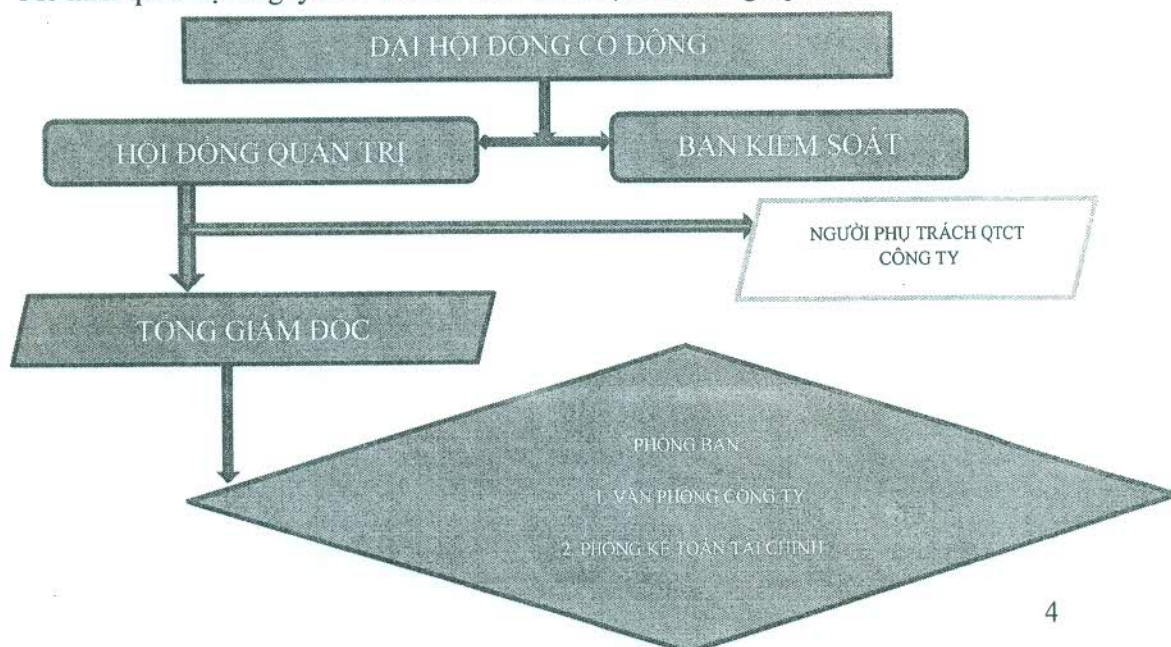 ĐẠI HỘI ĐỒNG CỔ ĐÔNG
HỘI ĐỒNG QUẢN TRỊ
BAN KIỂM SOÁT
NGƯỜI PHỤ TRÁCH QTCT
CÔNG TY
TỔNG GIÁM ĐỐC
PHÒNG BAN
1. VĂN PHÒNG CÔNG TY
2. PHÒNG KẾ TOÁN TÀI CHÍNH
4